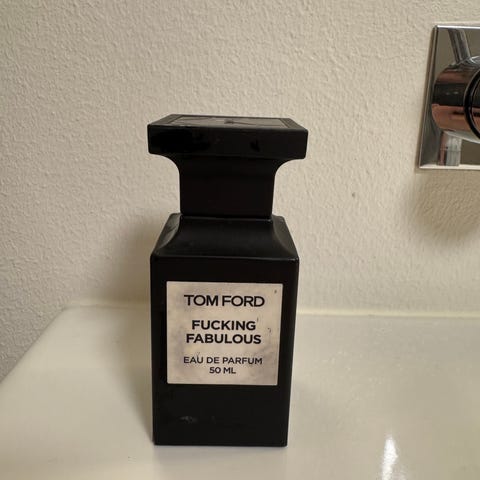 TOM FORD
FUCKING
FABULOUS
EAU DE PARFUM
50 ML